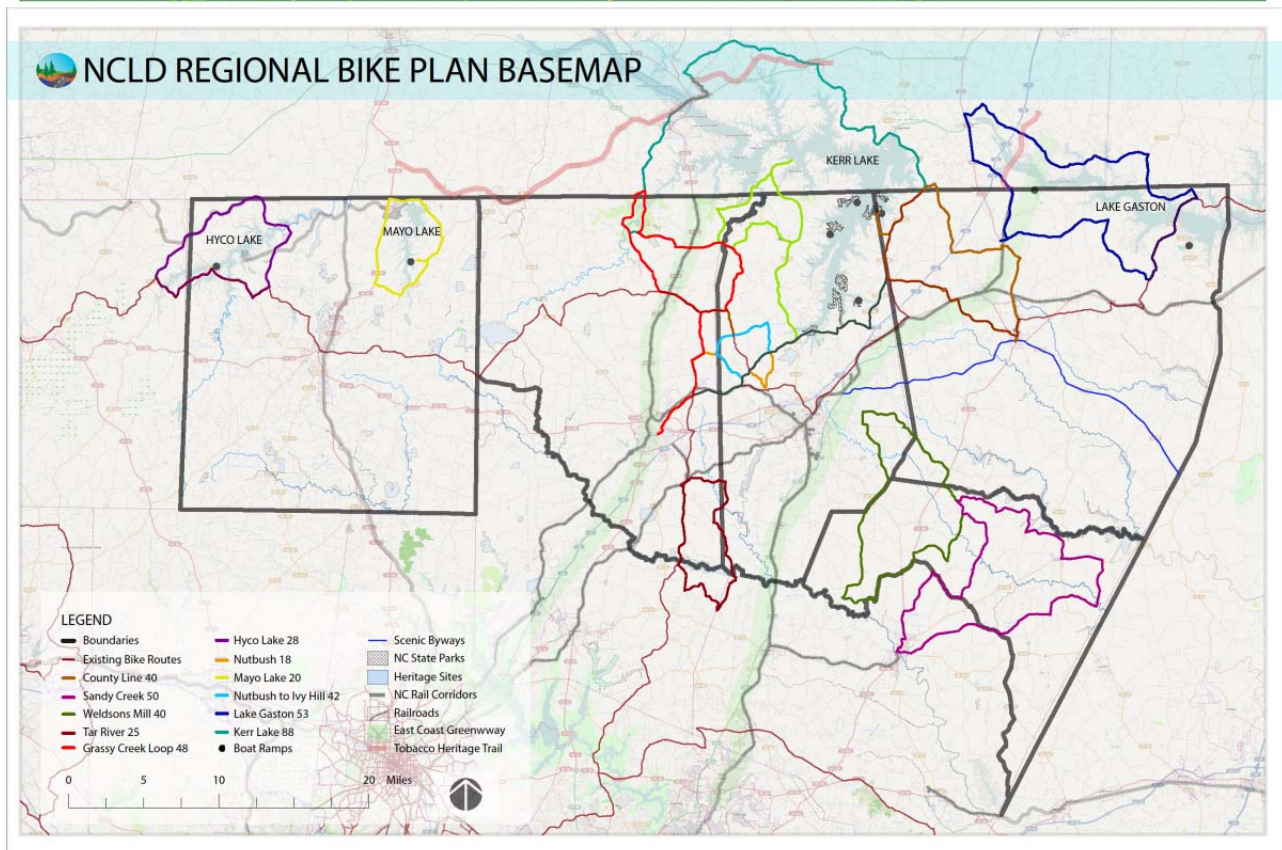 NCLD REGIONAL BIKE PLAN BASEMAP
KERR LAKE
LAKE GASTON
HYCO LAKE
MAYO LAKE
LEGEND
Boundaries
Existing Bike Routes
County Line 40
Sandy Creek 50
Weldsons Mill 40
Tar River 25
Grassy Creek Loop 48
Hyco Lake 28
Nutbush 18
Mayo Lake 20
Nutbush to Ivy Hill 42
Lake Gaston 53
Kerr Lake 88
Boat Ramps
Scenic Byways
NC State Parks
Heritage Sites
NC Rail Corridors
Railroads
East Coast Greenwway
Tobacco Heritage Trail
0 5 10 20 Miles